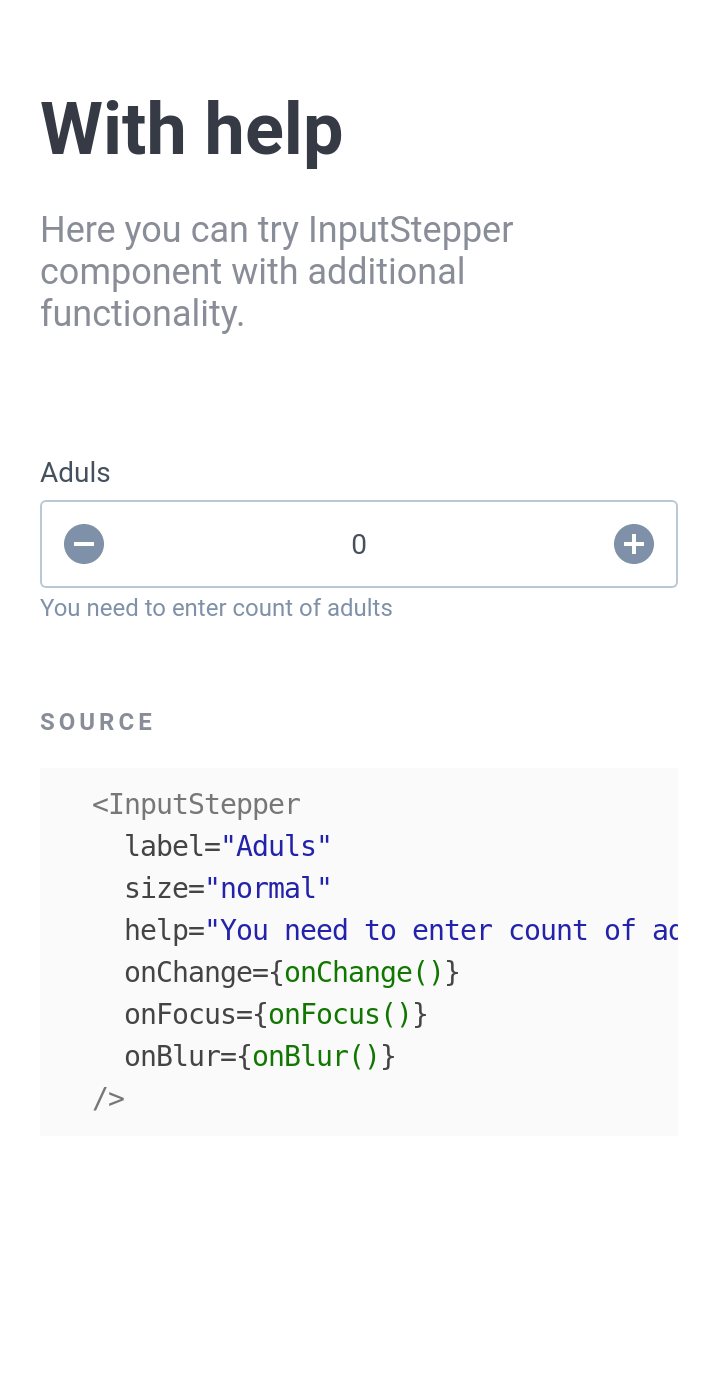 With help
Here you can try InputStepper
component with additional
functionality.
Aduls
0
You need to enter count of adults
SOURCE
<InputStepper
  label="Aduls"
  size="normal"
  help="You need to enter count of ad
  onChange={onChange()}
  onFocus={onFocus()}
  onBlur={onBlur()}
/>